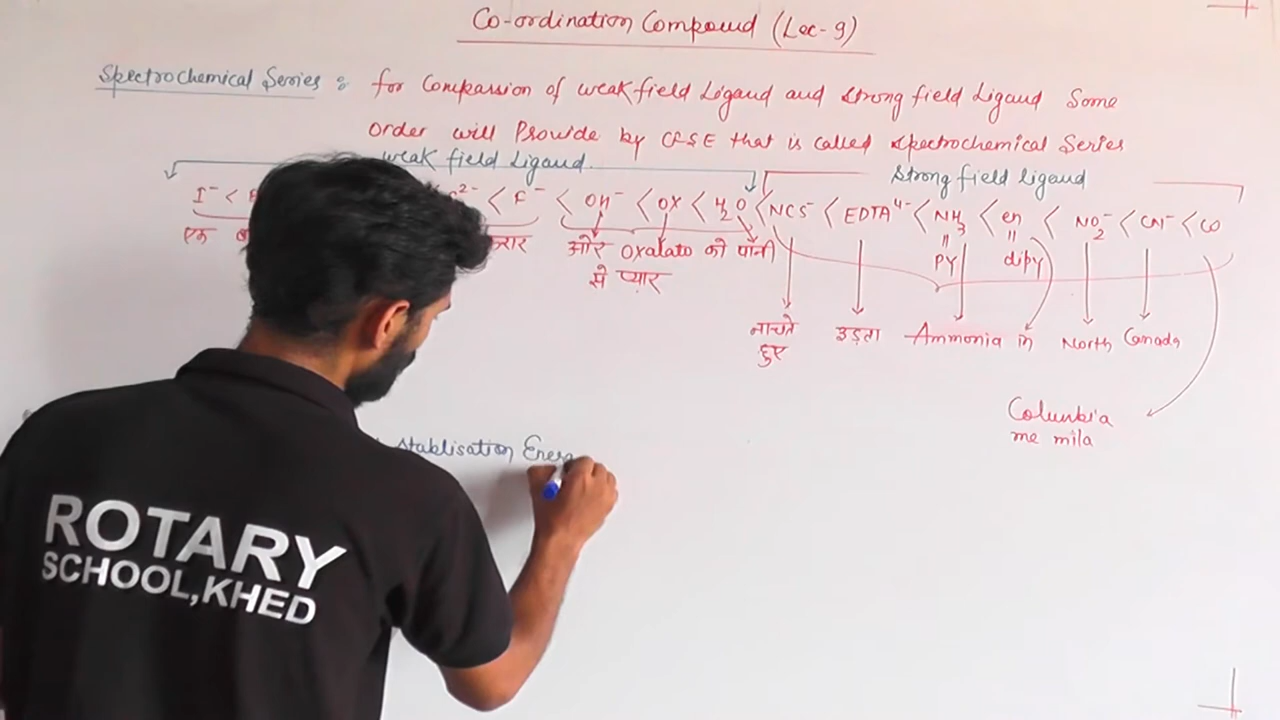 Co-ordination Compound (Lec-9)
Spectrochemical Series : for Comparssion of weak field Ligand and strong field Ligand Some
Order will Provide by CFSE that is called spectrochemical Series
weak field Ligand
Strong field ligand
I⁻ < < F⁻ < OH⁻ < OX < H₂O < NCS⁻ < EDTA⁴⁻ < NH₃ < en < NO₂⁻ < CN⁻ < CO
= PY = dipy
एक और oxalato को पानी
से प्यार
नाचते इडता Ammonia in North Canada
हुए
Columbia
me mila
stablisation Energ
ROTARY
SCHOOL,KHED